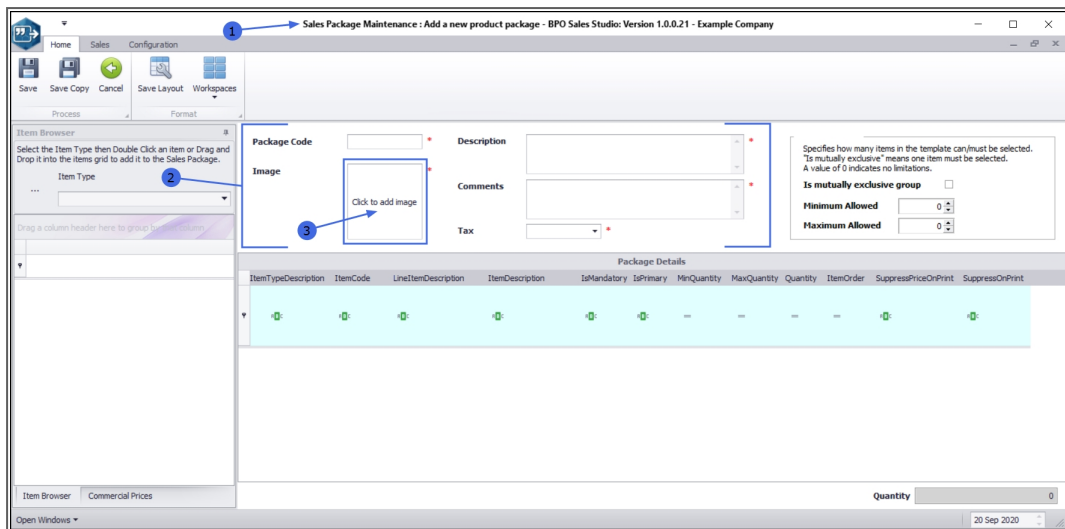 1
Sales Package Maintenance : Add a new product package - BPO Sales Studio: Version 1.0.0.21 - Example Company
Home Sales Configuration
Save Save Copy Cancel Save Layout Workspaces
Process Format
Item Browser
Select the Item Type then Double Click an item or Drag and
Drop it into the items grid to add it to the Sales Package.
Item Type
...
2
Drag a column header here to group by that column
Package Code * Description *
Image *
Click to add image
3
Comments *
Tax *
Specifies how many items in the template can/must be selected.
"Is mutually exclusive" means one item must be selected.
A value of 0 indicates no limitations.
Is mutually exclusive group
Minimum Allowed 0
Maximum Allowed 0
Package Details
ItemTypeDescription ItemCode LineItemDescription ItemDescription IsMandatory IsPrimary MinQuantity MaxQuantity Quantity ItemOrder SuppressPriceOnPrint SuppressOnPrint
Item Browser Commercial Prices
Quantity 0
Open Windows 20 Sep 2020